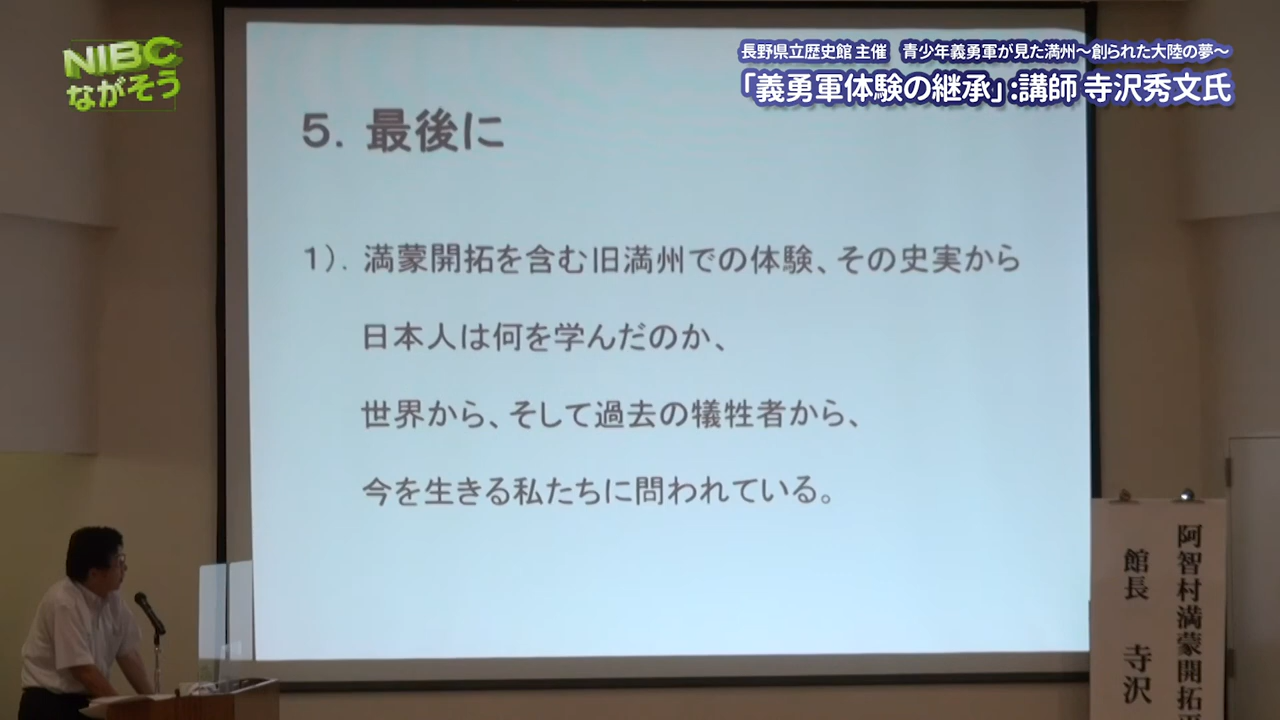 NIBC
ながそう
長野県立歴史館 主催　青少年義勇軍が見た満州～創られた大陸の夢～
「義勇軍体験の継承」:講師 寺沢秀文氏
５．最後に
１）．満蒙開拓を含む旧満州での体験、その史実から
日本人は何を学んだのか、
世界から、そして過去の犠牲者から、
今を生きる私たちに問われている。
阿智村満蒙開拓
館長　寺沢